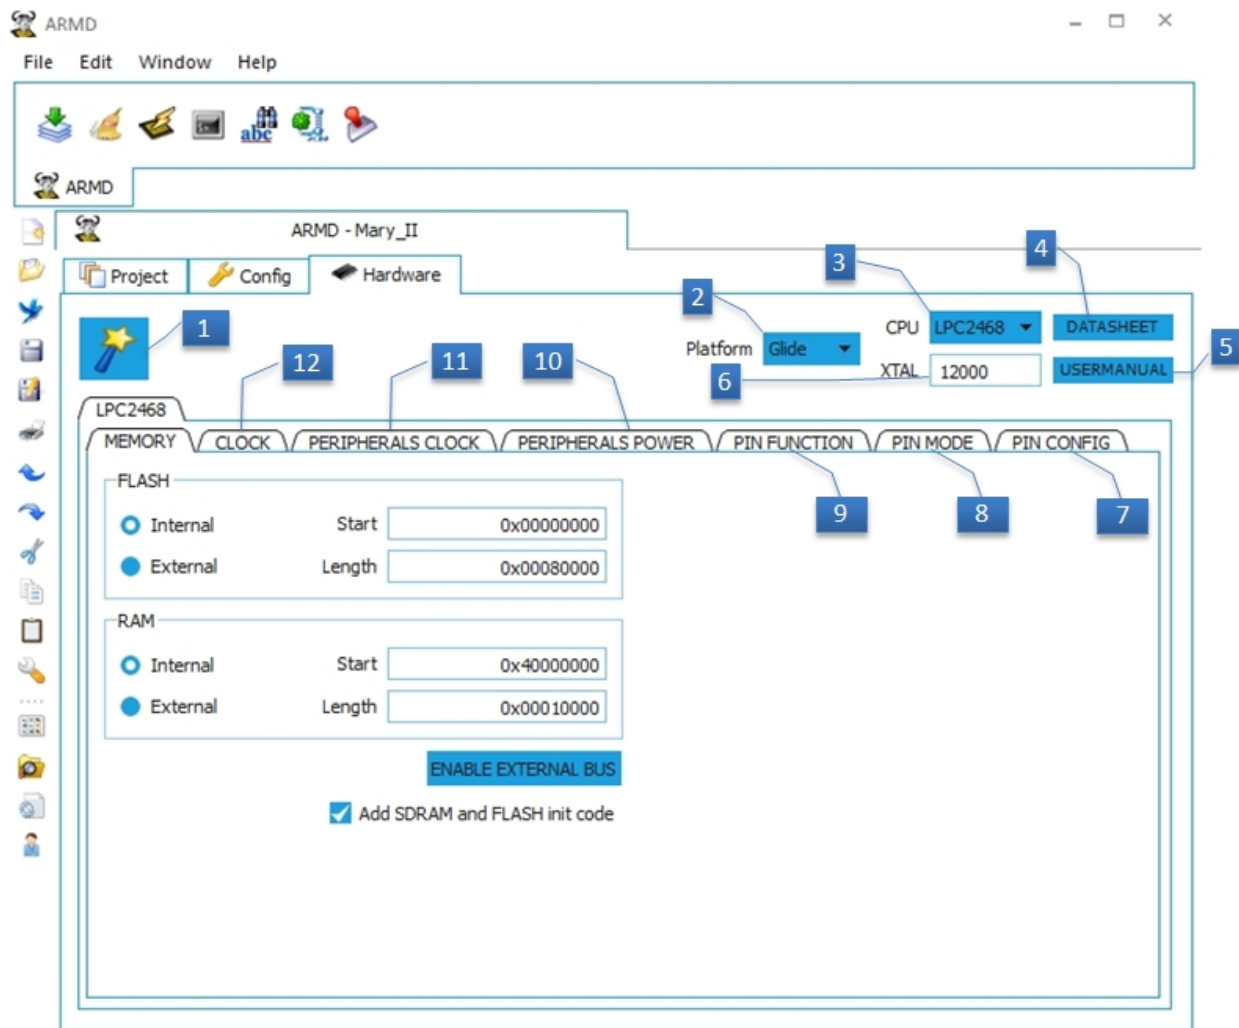 ARMD
File Edit Window Help
abc
ARMD
ARMD - Mary_II
Project Config Hardware
1
2
3
4
5
6
Platform Glide
CPU LPC2468 DATASHEET
XTAL 12000 USERMANUAL
12 11 10
LPC2468
MEMORY CLOCK PERIPHERALS CLOCK PERIPHERALS POWER PIN FUNCTION PIN MODE PIN CONFIG
9 8 7
FLASH
Internal Start 0x00000000
External Length 0x00080000
RAM
Internal Start 0x40000000
External Length 0x00010000
ENABLE EXTERNAL BUS
Add SDRAM and FLASH init code